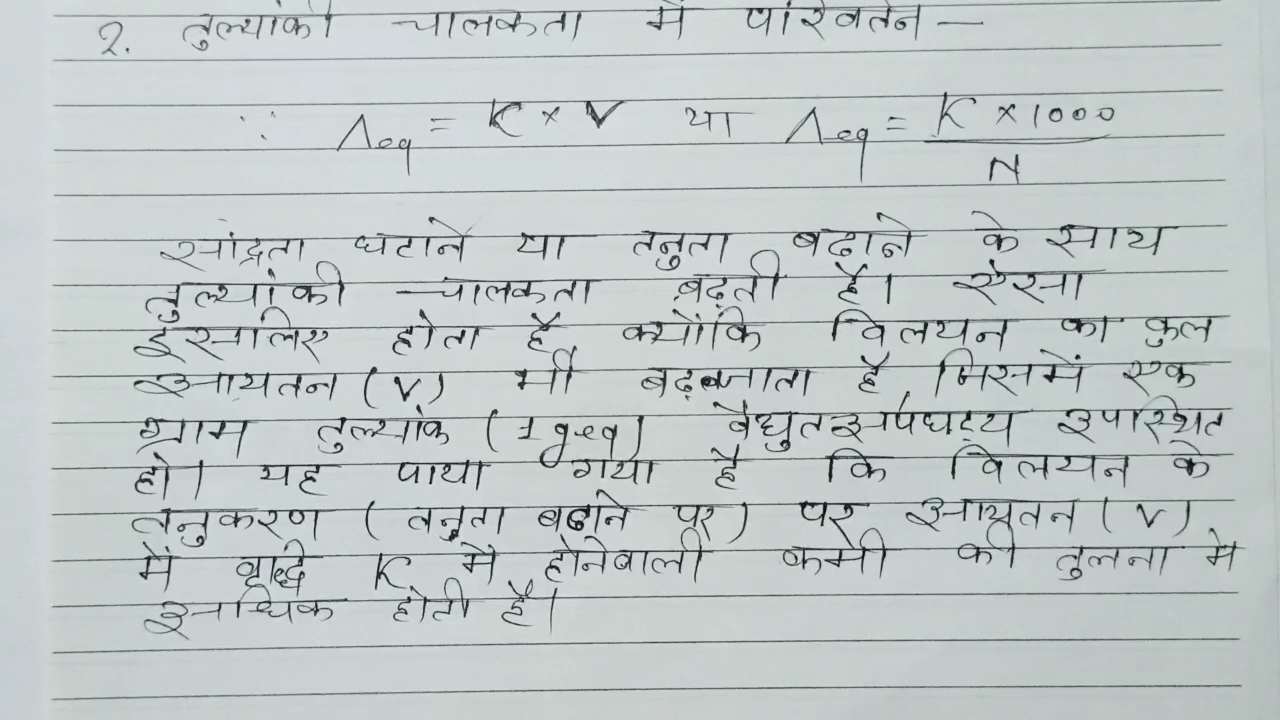 2. तुल्यांकी चालकता में परिवर्तन —
∵ Λeq = K × V या Λeq = K × 1000 / N
सांद्रता घटाने या तनुता बढ़ाने के साथ
तुल्यांकी चालकता बढ़ती है। ऐसा
इसलिए होता है क्योंकि विलयन का कुल
आयतन (V) भी बढ़ जाता है, जिसमें एक
ग्राम तुल्यांक (1 g-eq) वैद्युतअपघट्य उपस्थित
हो। यह पाया गया है कि विलयन के
तनुकरण (तनुता बढ़ाने पर) पर आयतन (V)
में वृद्धि K में होनेबाली कमी की तुलना में
अधिक होती है।